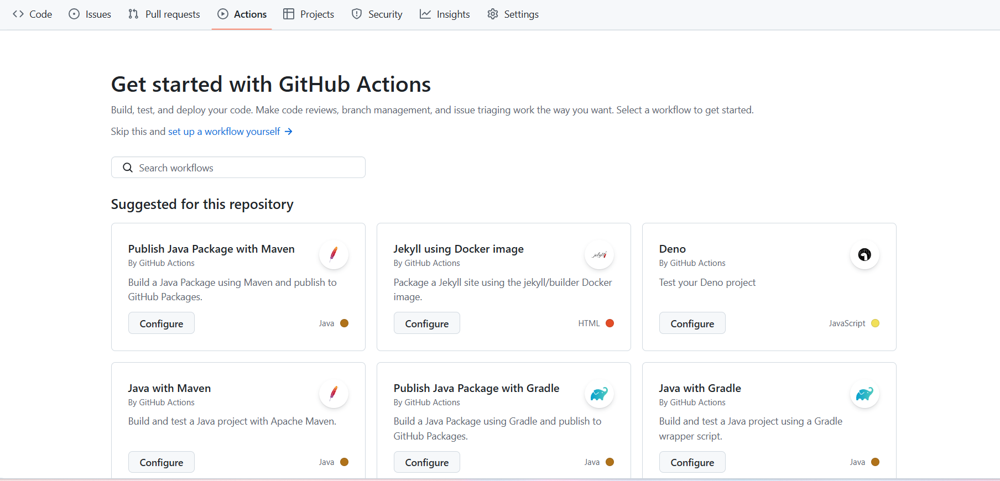 Code Issues Pull requests Actions Projects Security Insights Settings
Get started with GitHub Actions
Build, test, and deploy your code. Make code reviews, branch management, and issue triaging work the way you want. Select a workflow to get started.
Skip this and set up a workflow yourself →
Search workflows
Suggested for this repository
Publish Java Package with Maven
By GitHub Actions
Build a Java Package using Maven and publish to
GitHub Packages.
Configure Java
Jekyll using Docker image
jekyll
By GitHub Actions
Package a Jekyll site using the jekyll/builder Docker
image.
Configure HTML
Deno
By GitHub Actions
Test your Deno project
Configure JavaScript
Java with Maven
By GitHub Actions
Build and test a Java project with Apache Maven.
Configure Java
Publish Java Package with Gradle
By GitHub Actions
Build a Java Package using Gradle and publish to
GitHub Packages.
Configure Java
Java with Gradle
By GitHub Actions
Build and test a Java project using a Gradle
wrapper script.
Configure Java